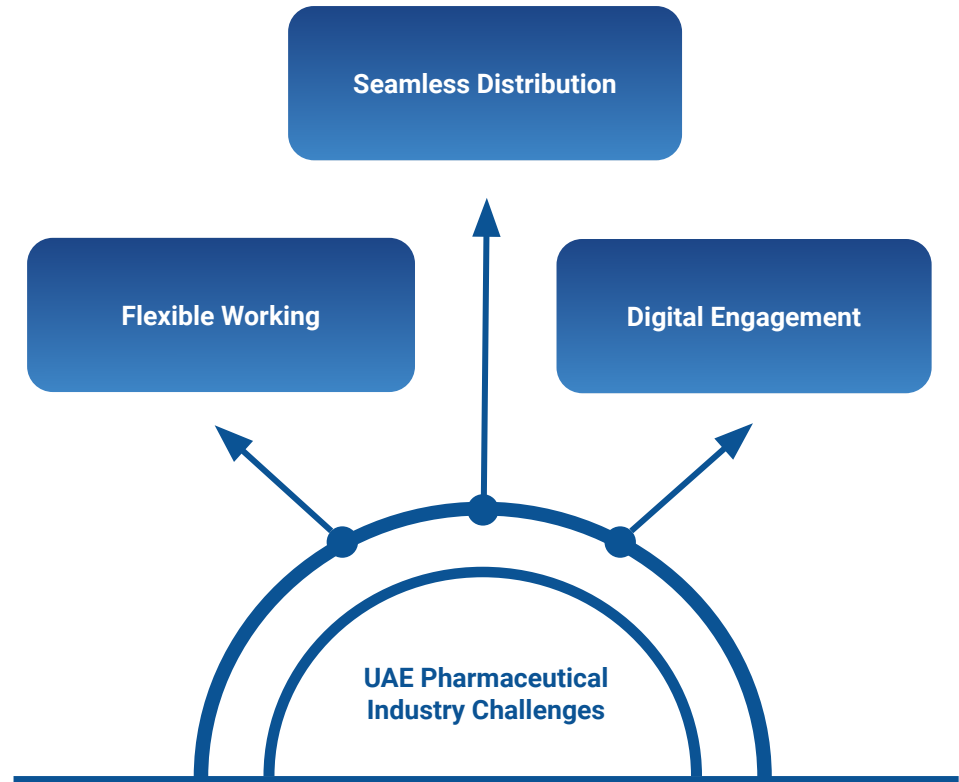 Seamless Distribution
Flexible Working
Digital Engagement
UAE Pharmaceutical
Industry Challenges